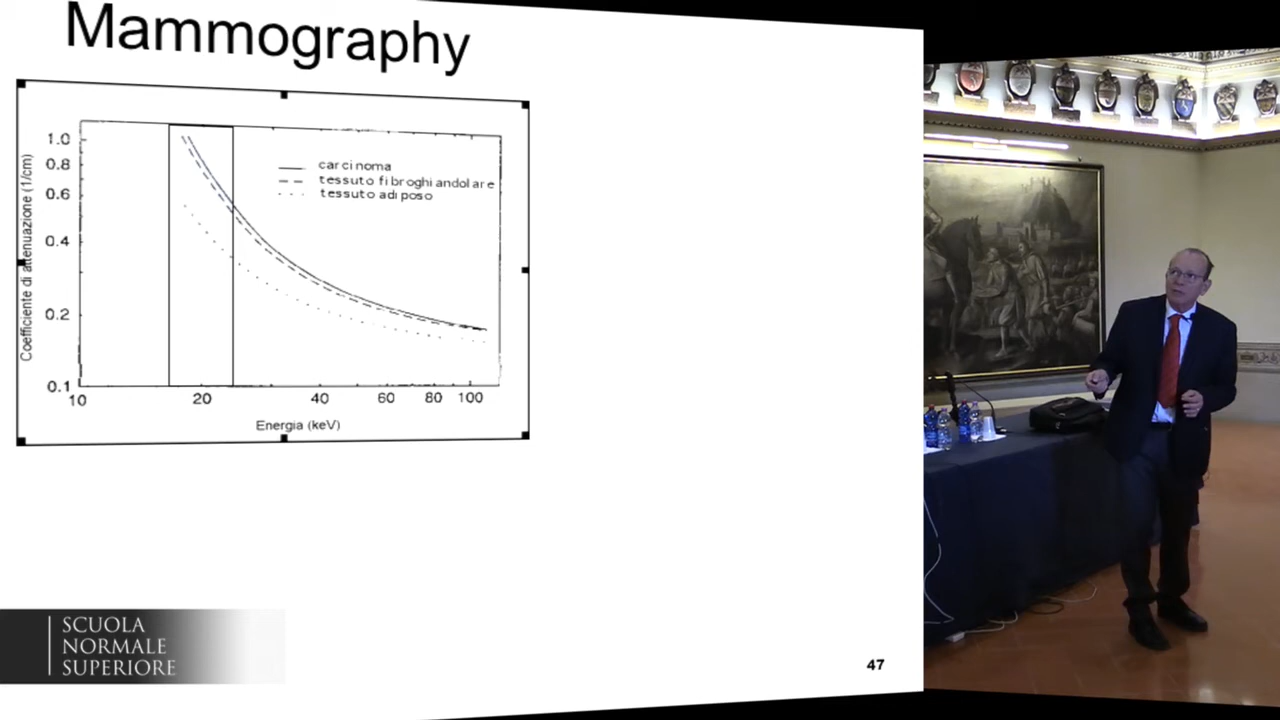 Mammography
Coefficiente di attenuazione (1/cm)
1.0
0.8
0.6
0.4
0.2
0.1
carcinoma
tessuto fibroghiandolare
tessuto adiposo
10
20
40
60
80
100
Energia (keV)
SCUOLA
NORMALE
SUPERIORE
47